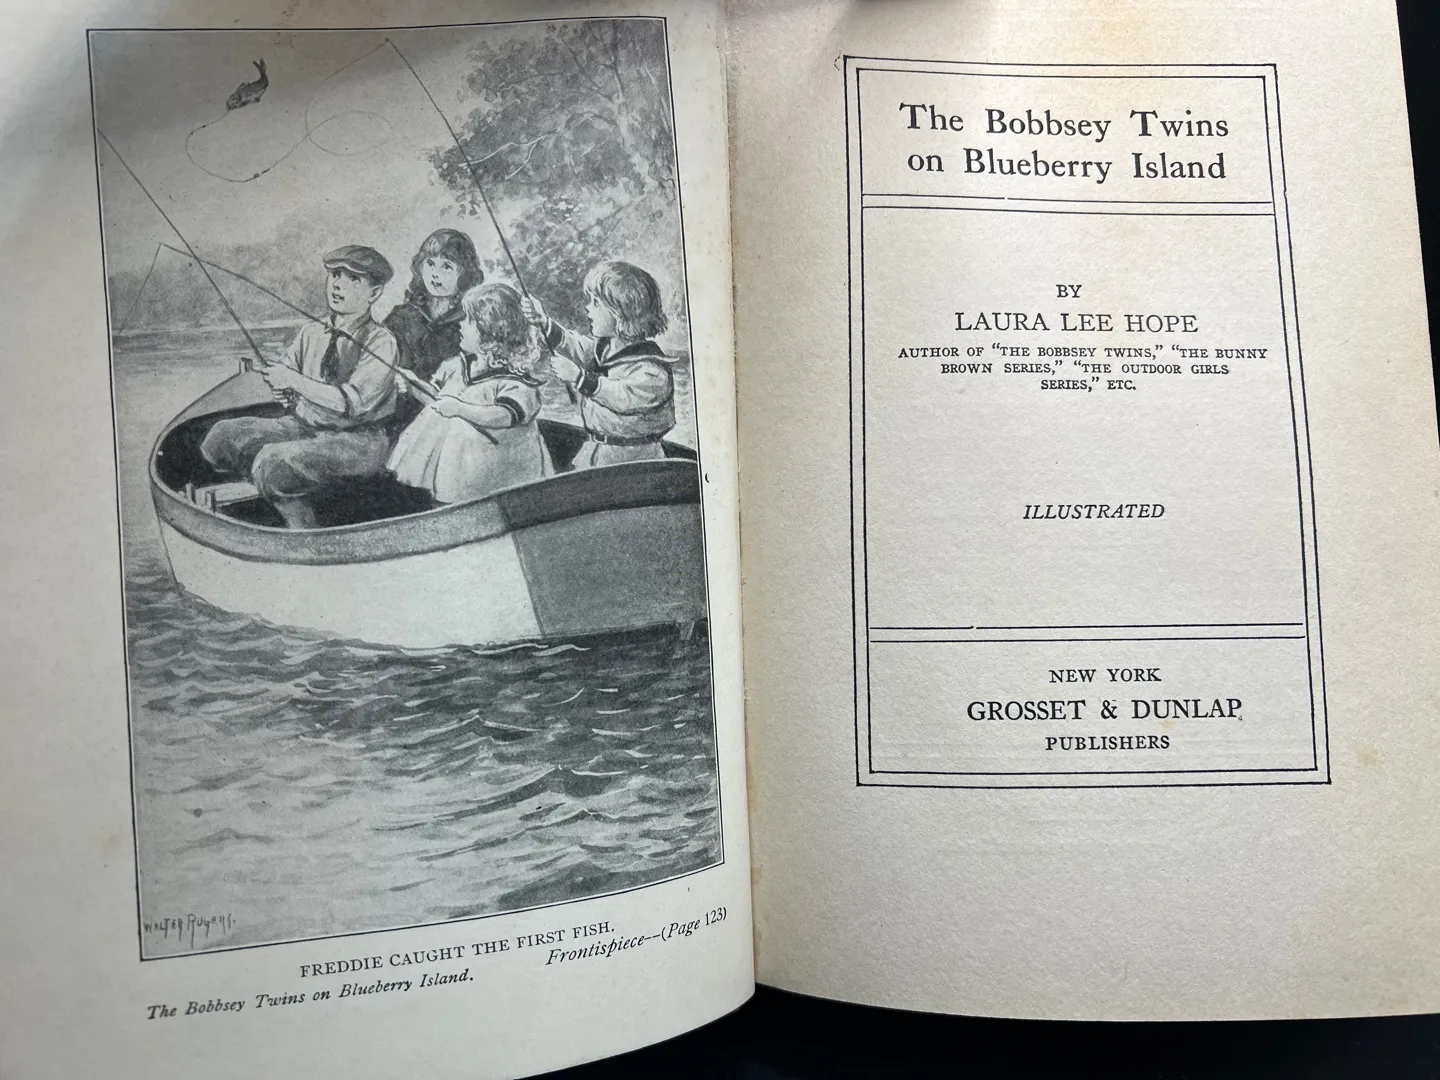 WALTER ROGERS.
FREDDIE CAUGHT THE FIRST FISH.
The Bobbsey Twins on Blueberry Island.
Frontispiece--(Page 123)
The Bobbsey Twins
on Blueberry Island
BY
LAURA LEE HOPE
AUTHOR OF "THE BOBBSEY TWINS," "THE BUNNY
BROWN SERIES," "THE OUTDOOR GIRLS
SERIES," ETC.
ILLUSTRATED
NEW YORK
GROSSET & DUNLAP
PUBLISHERS